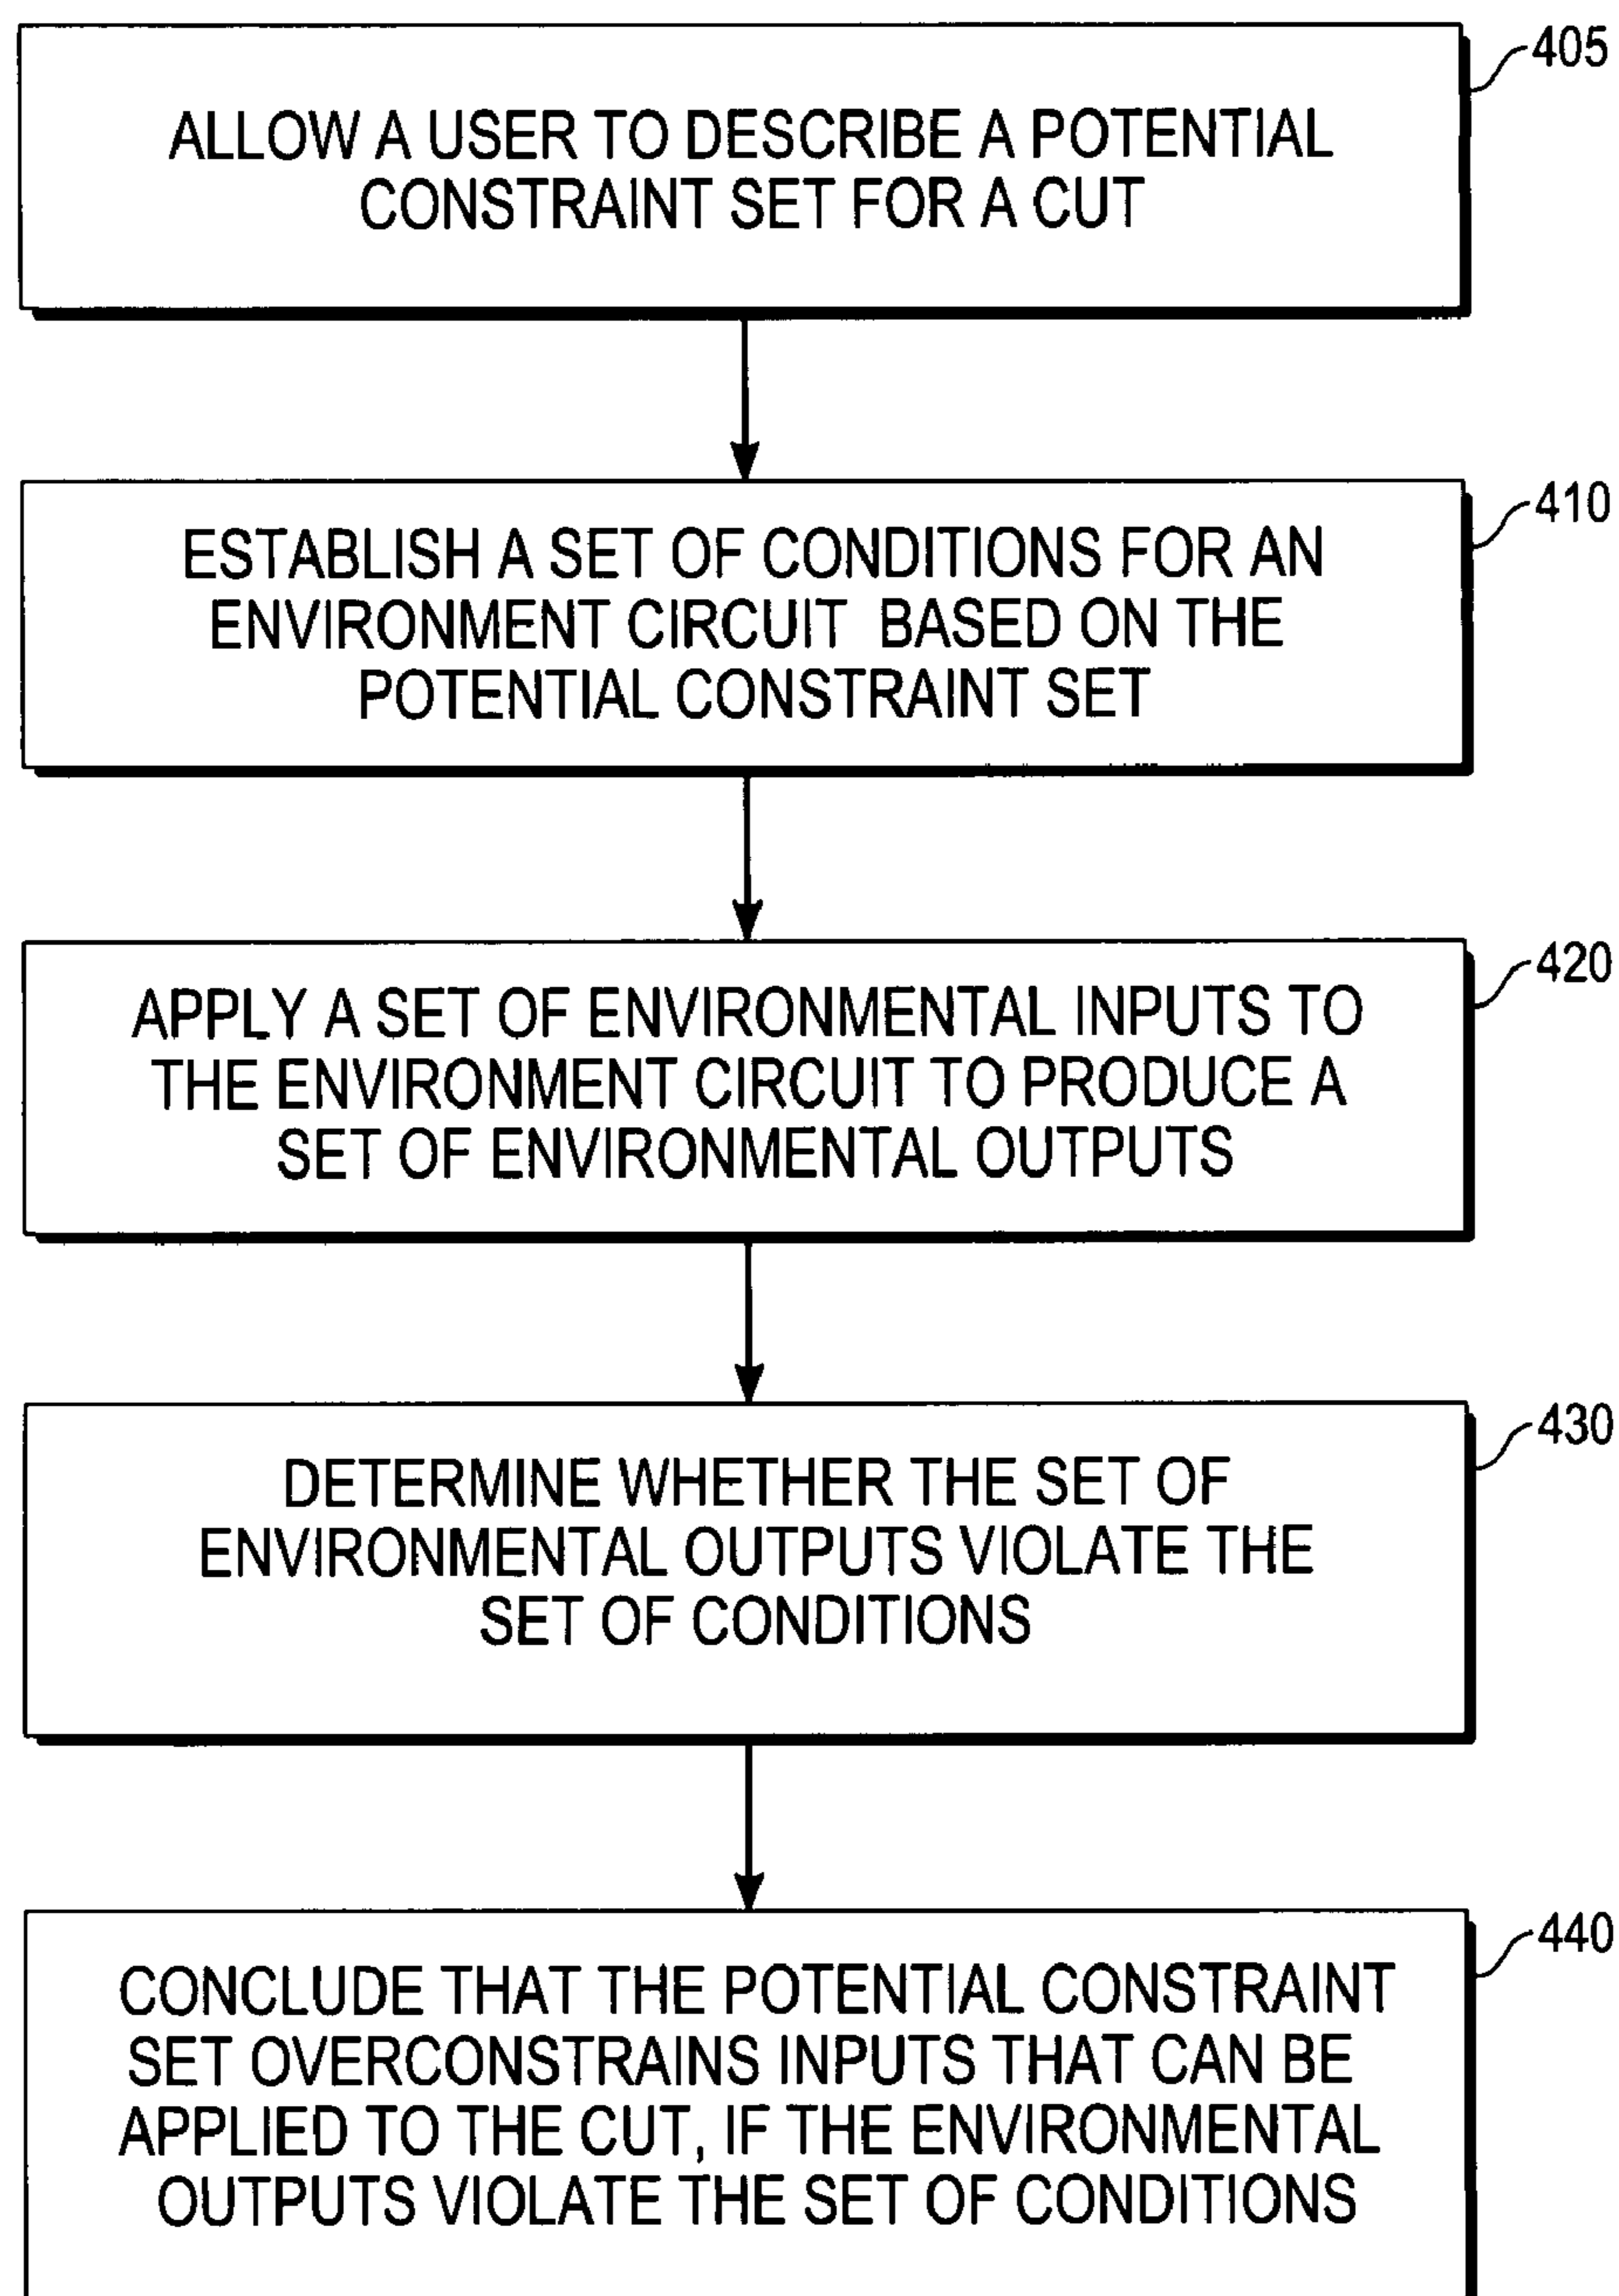 405
ALLOW A USER TO DESCRIBE A POTENTIAL
CONSTRAINT SET FOR A CUT
410
ESTABLISH A SET OF CONDITIONS FOR AN
ENVIRONMENT CIRCUIT BASED ON THE
POTENTIAL CONSTRAINT SET
420
APPLY A SET OF ENVIRONMENTAL INPUTS TO
THE ENVIRONMENT CIRCUIT TO PRODUCE A
SET OF ENVIRONMENTAL OUTPUTS
430
DETERMINE WHETHER THE SET OF
ENVIRONMENTAL OUTPUTS VIOLATE THE
SET OF CONDITIONS
440
CONCLUDE THAT THE POTENTIAL CONSTRAINT
SET OVERCONSTRAINS INPUTS THAT CAN BE
APPLIED TO THE CUT, IF THE ENVIRONMENTAL
OUTPUTS VIOLATE THE SET OF CONDITIONS